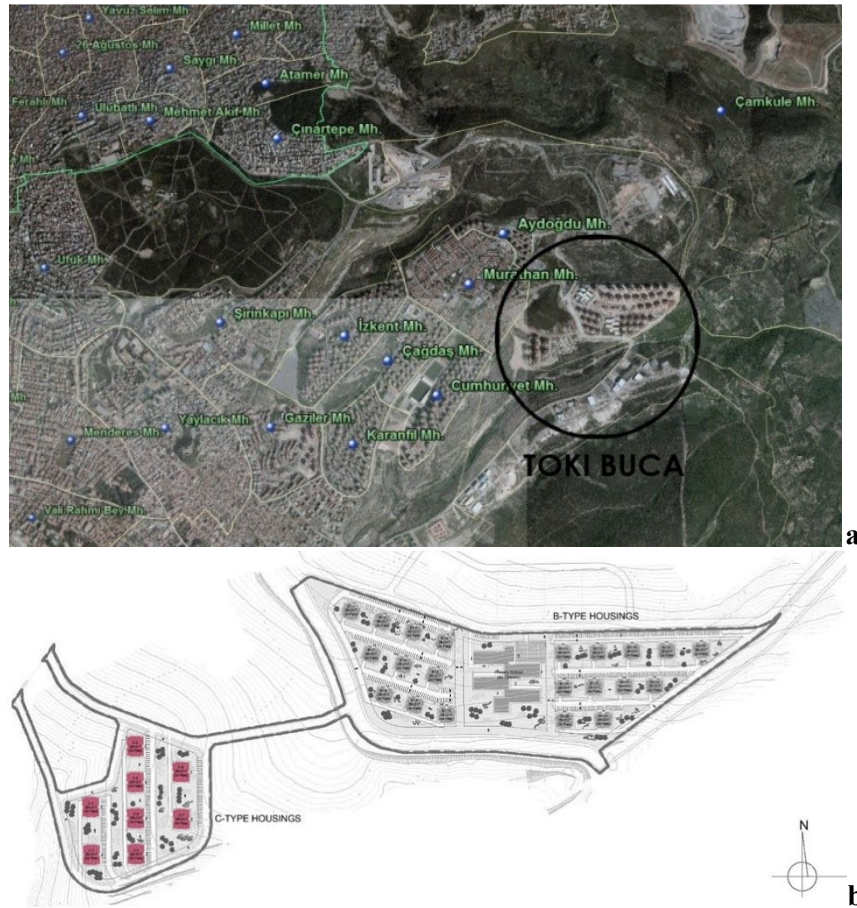 Yavuz Selim Mh.
Millet Mh.
26 Ağustos Mh.
Saygı Mh.
Atamer Mh.
Ferahlı Mh.
Ulubatlı Mh.
Mehmet Akif Mh.
Çamkule Mh.
Çınartepe Mh.
Aydoğdu Mh.
Ufuk Mh.
Murathan Mh.
Şirinkapı Mh.
İzkent Mh.
Çağdaş Mh.
Cumhuriyet Mh.
Mh.
Menderes Mh.
Yaylacık Mh.
Gaziler Mh.
Karanfil Mh.
TOKI BUCA
Vali Rahmi Bey Mh.
a
B-TYPE HOUSINGS
C-TYPE HOUSINGS
N
b